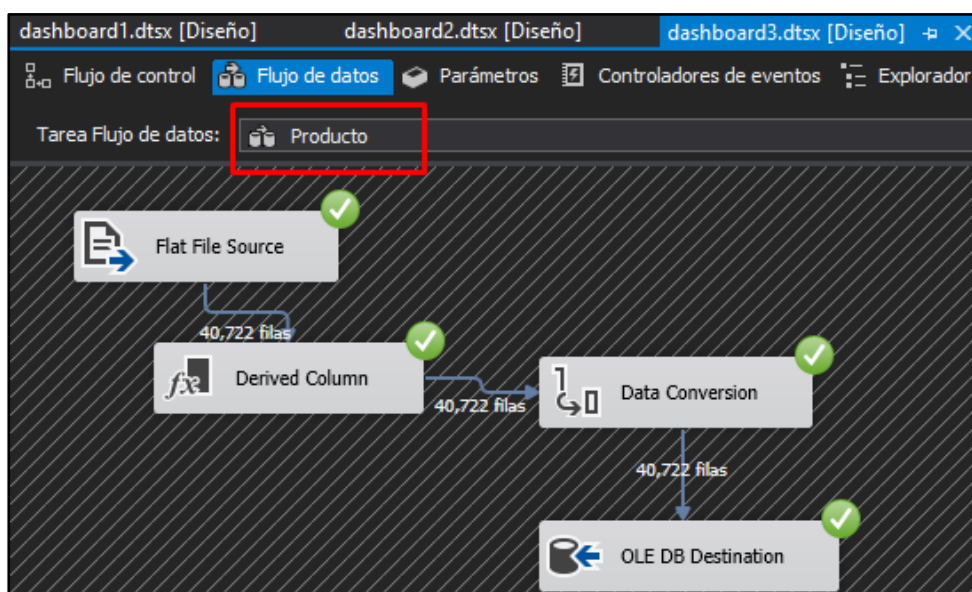 dashboard1.dtsx [Diseño] dashboard2.dtsx [Diseño] dashboard3.dtsx [Diseño]
Flujo de control Flujo de datos Parámetros Controladores de eventos Explorador
Tarea Flujo de datos: Producto
Flat File Source
40,722 filas
fx Derived Column
40,722 filas
Data Conversion
40,722 filas
OLE DB Destination